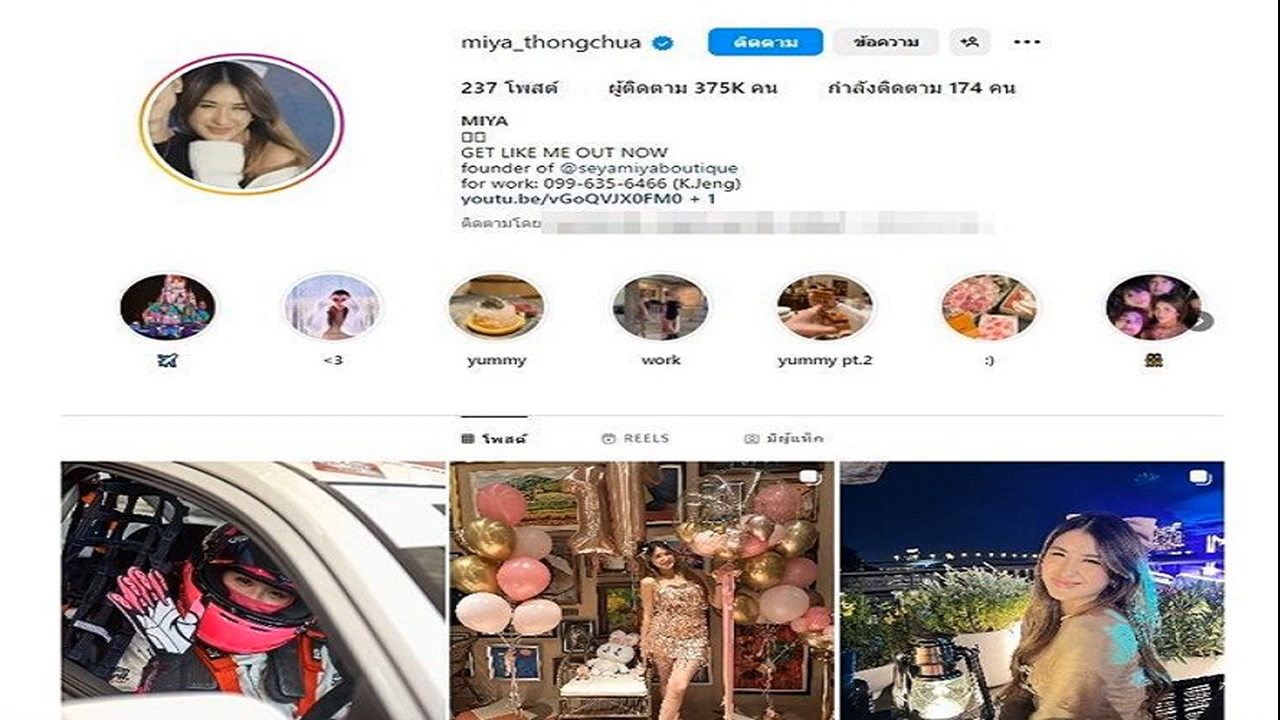 miya_thongchua
ติดตาม
ข้อความ
237 โพสต์
ผู้ติดตาม 375K คน
กำลังติดตาม 174 คน
MIYA
GET LIKE ME OUT NOW
founder of @seyamiyaboutique
for work: 099-635-6466 (K.Jeng)
youtu.be/vGoQVJX0FM0 + 1
ติดตามโดย
<3
yummy
work
yummy pt.2
:)
โพสต์
REELS
มีผู้แท็ก